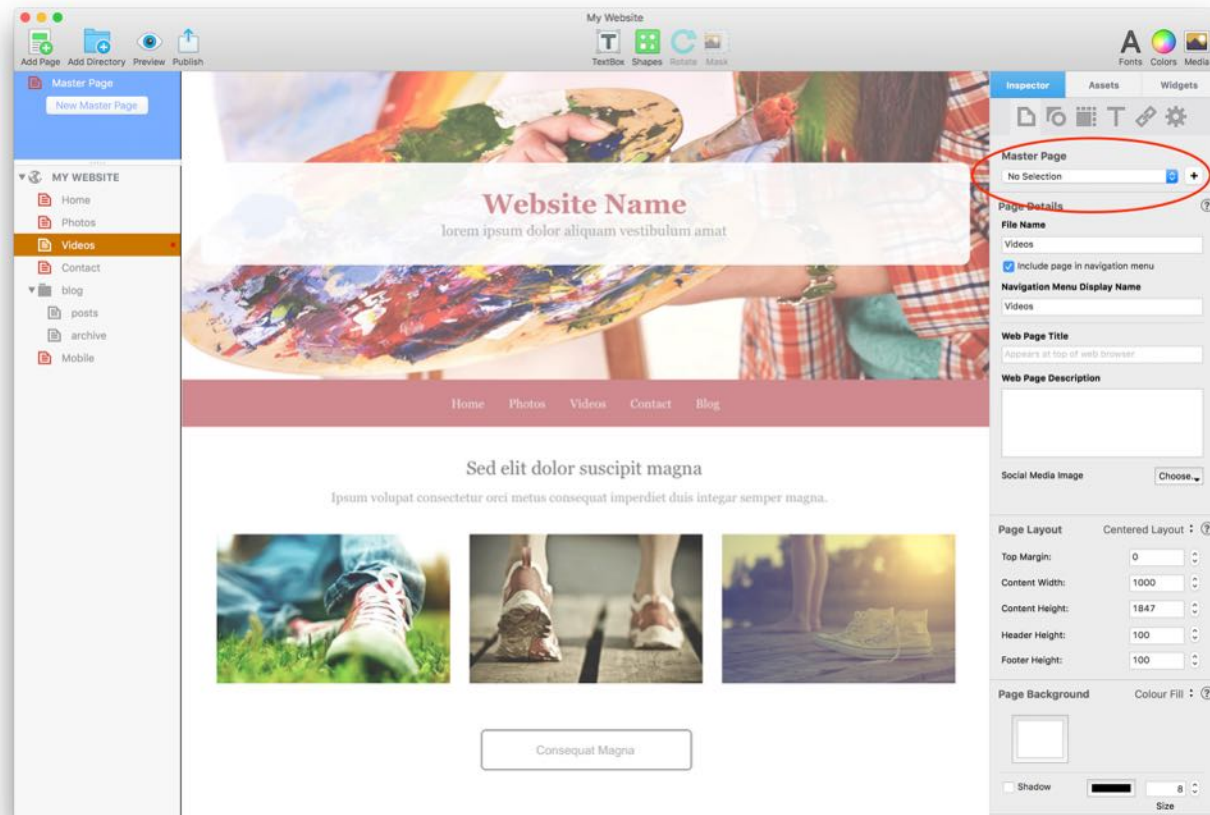 My Website
Add Page Add Directory Preview Publish
TextBox Shapes Rotate Mask
Fonts Colors Media
Master Page
New Master Page
MY WEBSITE
Home
Photos
Videos
Contact
blog
posts
archive
Mobile
Website Name
lorem ipsum dolor aliquam vestibulum amat
Home Photos Videos Contact Blog
Sed elit dolor suscipit magna
Ipsum volupat consectetur orci metus consequat imperdiet duis integar semper magna.
Consequat Magna
Inspector Assets Widgets
Master Page
No Selection +
Page Details ?
File Name
Videos
Include page in navigation menu
Navigation Menu Display Name
Videos
Web Page Title
Appears at top of web browser
Web Page Description
Social Media Image Choose...
Page Layout Centered Layout ?
Top Margin: 0
Content Width: 1000
Content Height: 1847
Header Height: 100
Footer Height: 100
Page Background Colour Fill ?
Shadow 8
Size